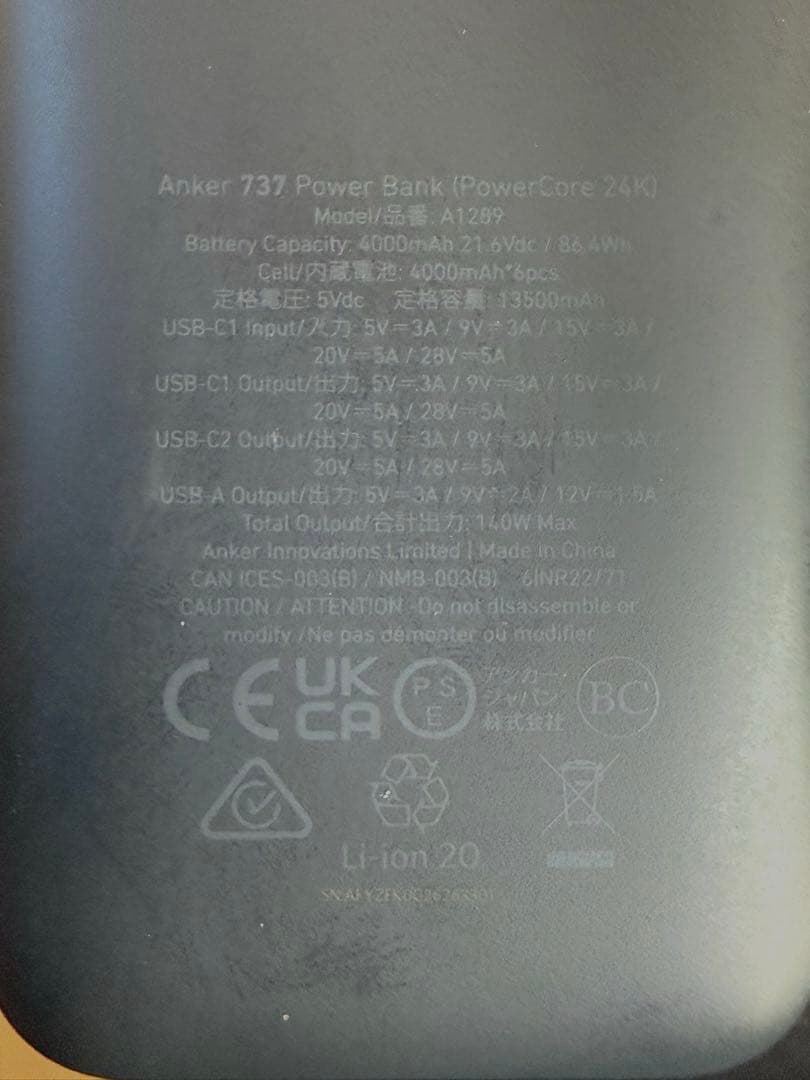 Anker 737 Power Bank (PowerCore 24K)
Model/品番: A1289
Battery Capacity: 4000mAh 21.6Vdc / 86.4Wh
Cell/内蔵電池: 4000mAh*6pcs
定格電圧: 5Vdc 定格容量: 13500mAh
USB-C1 Input/入力: 5V⎓3A / 9V⎓3A / 15V⎓3A /
20V⎓5A / 28V⎓5A
USB-C1 Output/出力: 5V⎓3A / 9V⎓3A / 15V⎓3A /
20V⎓5A / 28V⎓5A
USB-C2 Output/出力: 5V⎓3A / 9V⎓3A / 15V⎓3A /
20V⎓5A / 28V⎓5A
USB-A Output/出力: 5V⎓3A / 9V⎓2A / 12V⎓1.5A
Total Output/合計出力: 140W Max
Anker Innovations Limited | Made in China
CAN ICES-003(B) / NMB-003(B) 6INR22/71
CAUTION / ATTENTION -Do not disassemble or
modify /Ne pas démonter ou modifier
CE UK CA PSE アンカー・ジャパン株式会社 BC
Li-ion 20